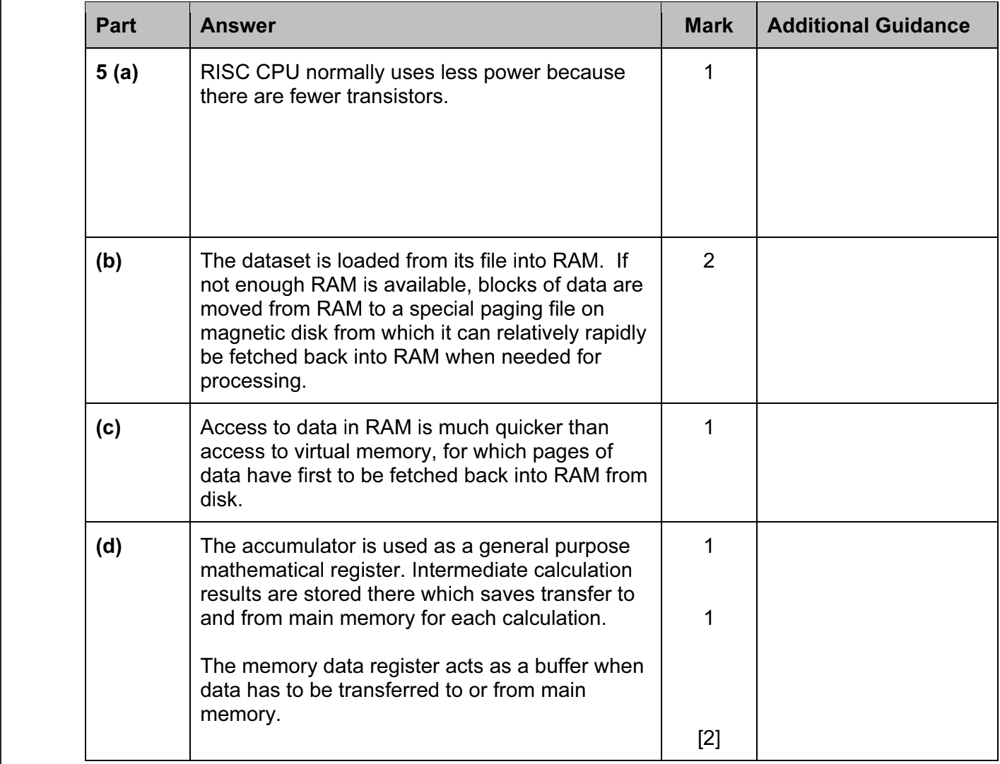 Part Answer Mark Additional Guidance
5 (a) RISC CPU normally uses less power because 1
there are fewer transistors.
(b) The dataset is loaded from its file into RAM.  If 2
not enough RAM is available, blocks of data are
moved from RAM to a special paging file on
magnetic disk from which it can relatively rapidly
be fetched back into RAM when needed for
processing.
(c) Access to data in RAM is much quicker than 1
access to virtual memory, for which pages of
data have first to be fetched back into RAM from
disk.
(d) The accumulator is used as a general purpose 1
mathematical register. Intermediate calculation
results are stored there which saves transfer to
and from main memory for each calculation. 1
The memory data register acts as a buffer when
data has to be transferred to or from main
memory.
[2]